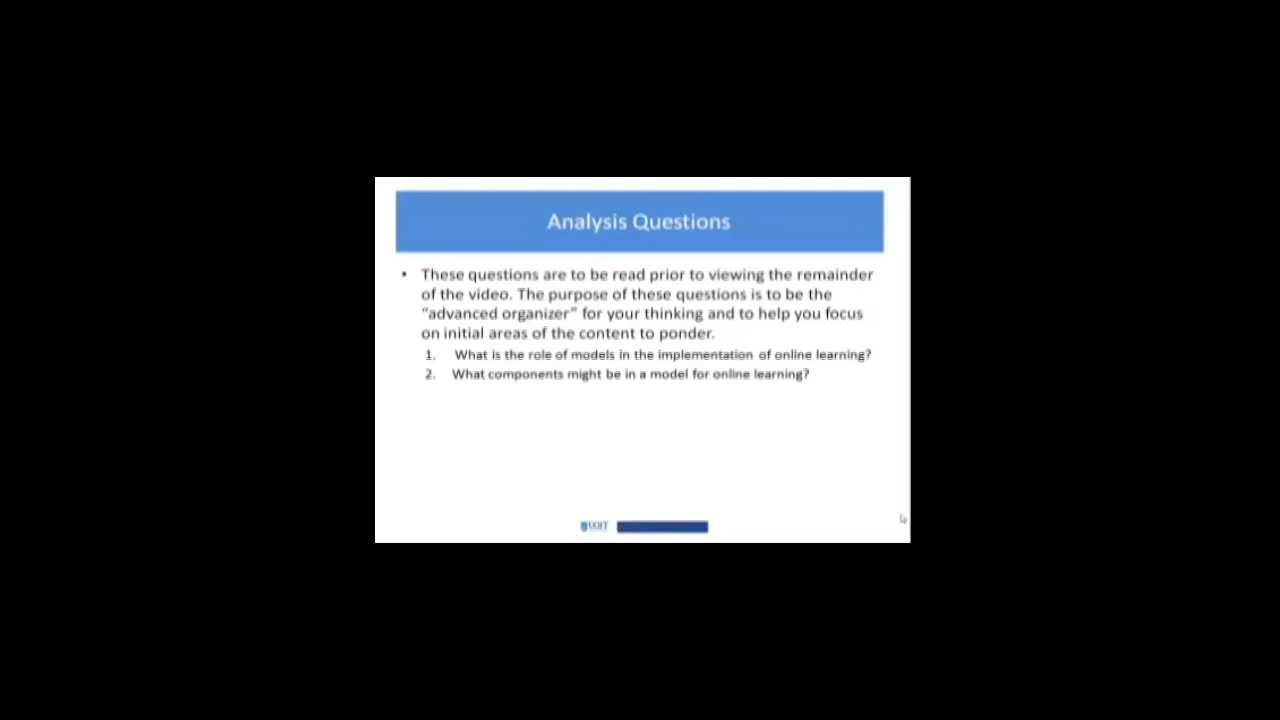 Analysis Questions
• These questions are to be read prior to viewing the remainder
of the video. The purpose of these questions is to be the
“advanced organizer” for your thinking and to help you focus
on initial areas of the content to ponder.
1. What is the role of models in the implementation of online learning?
2. What components might be in a model for online learning?
UOIT